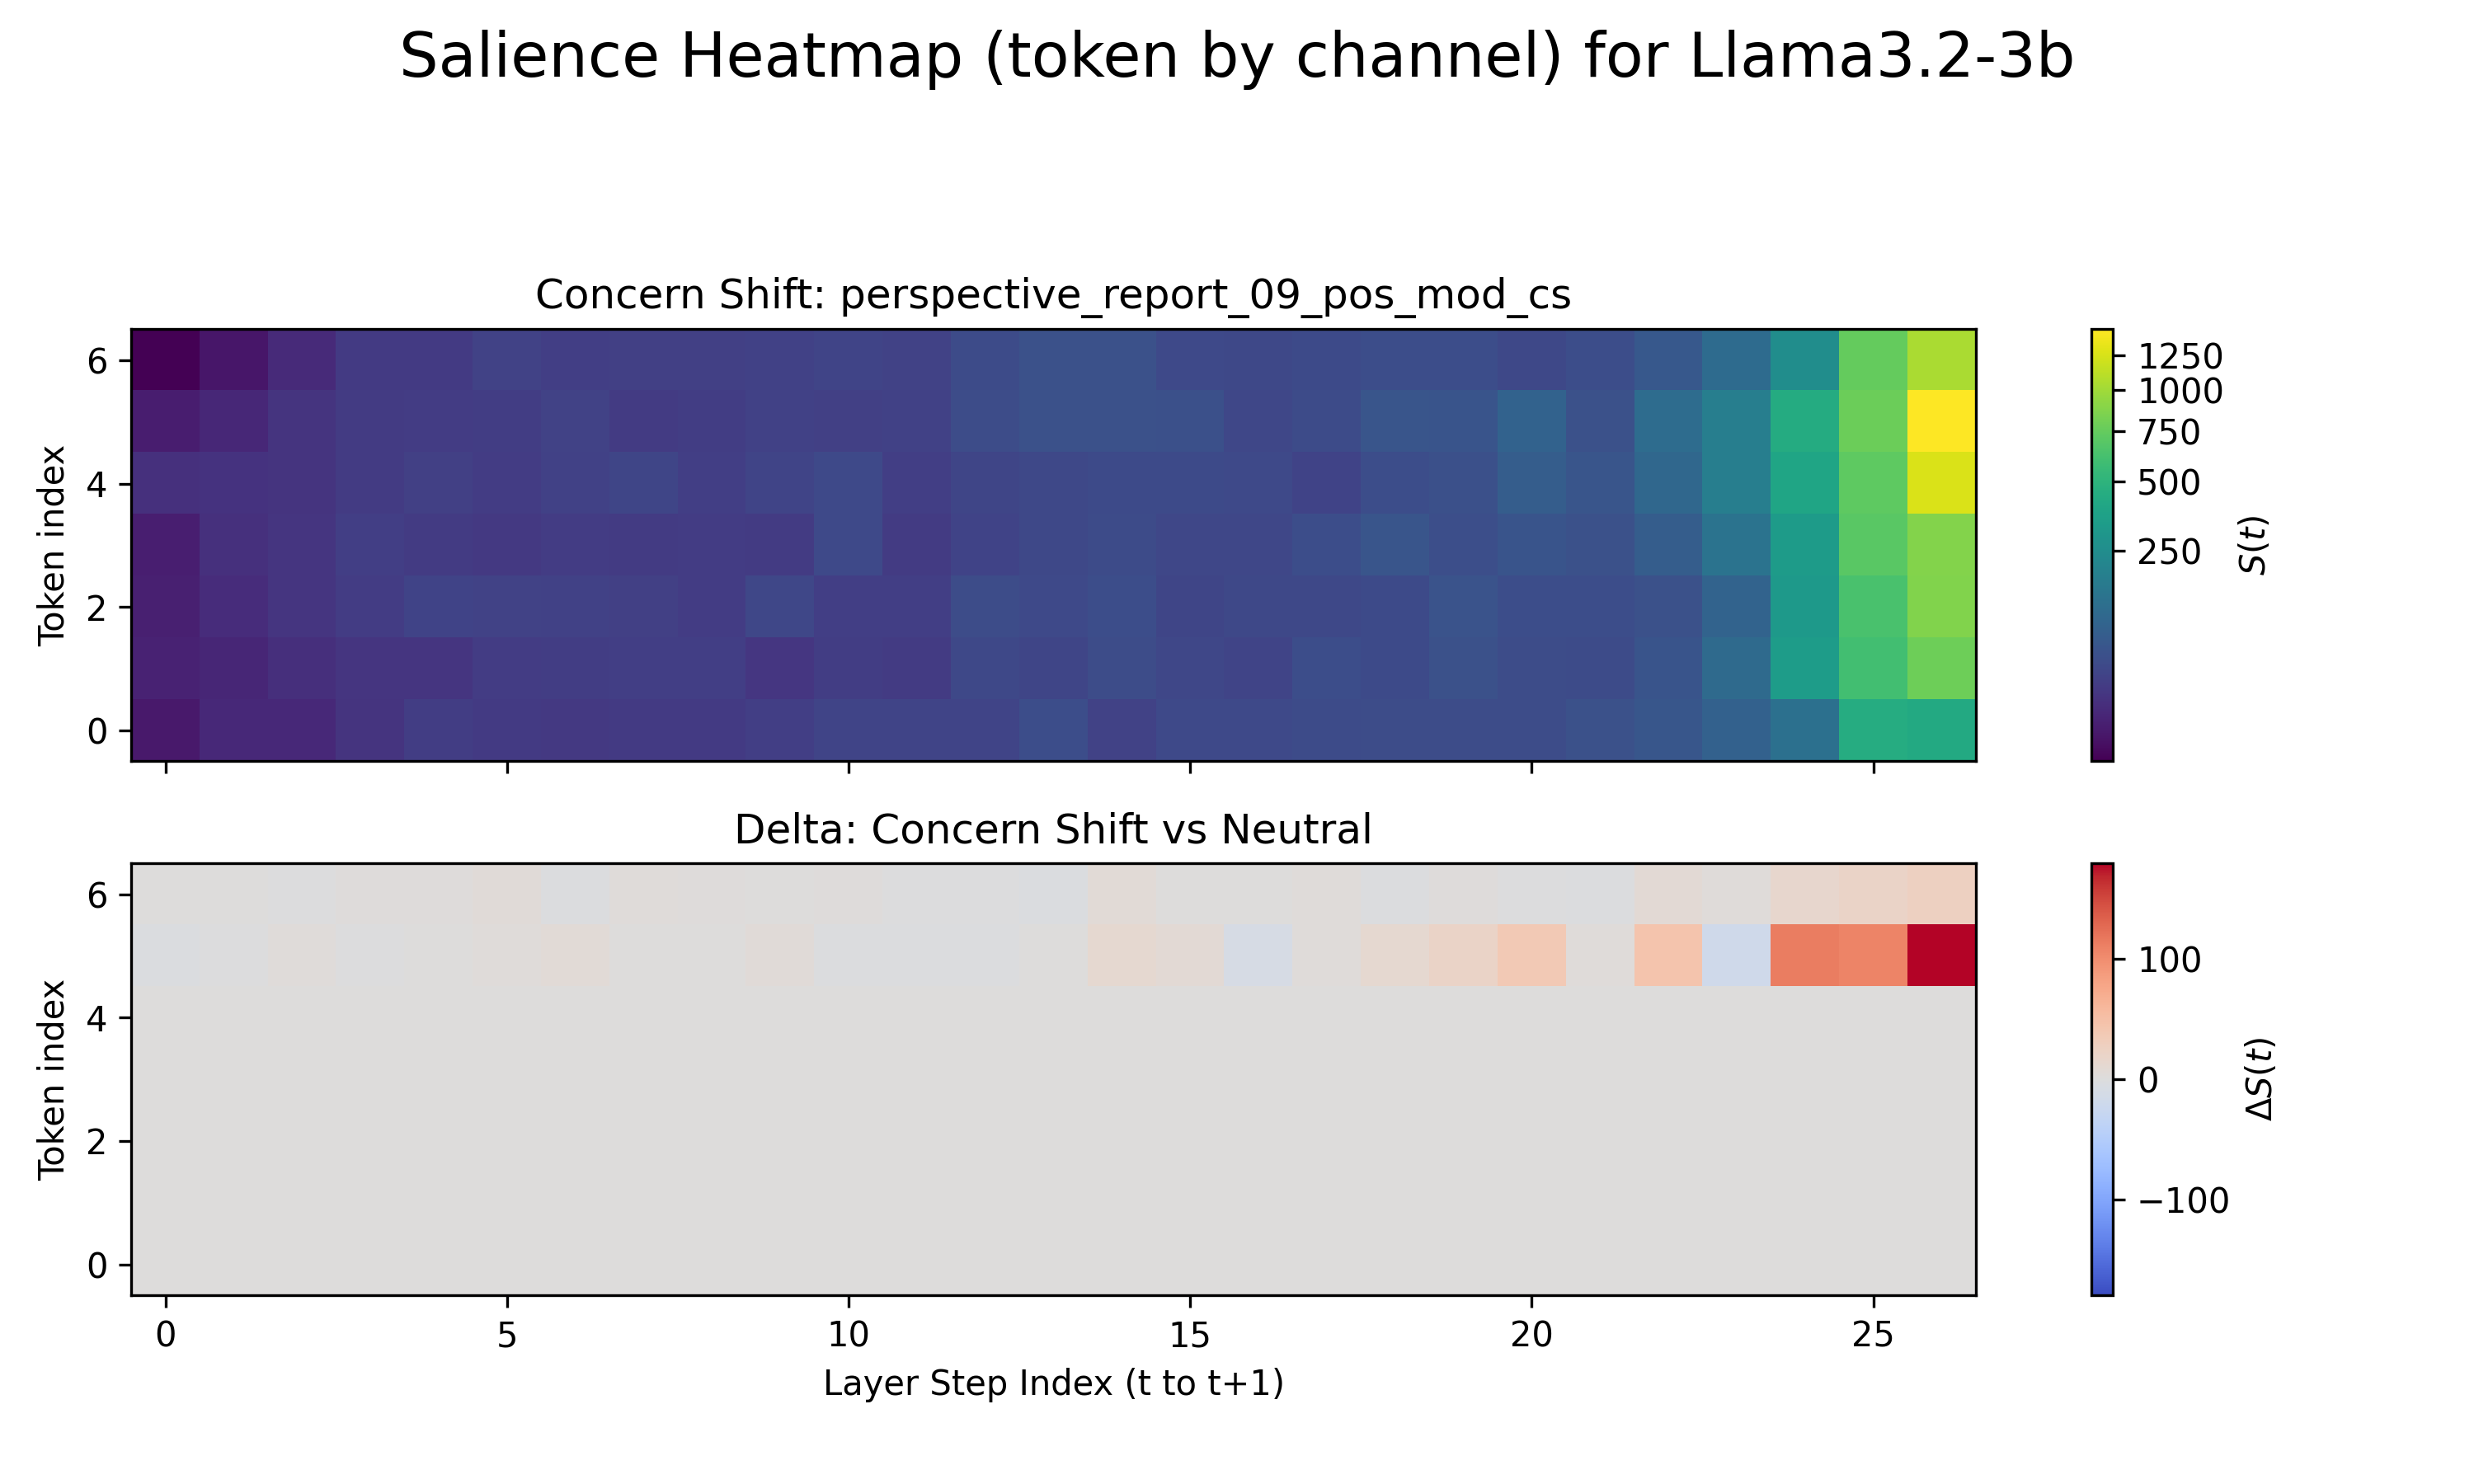 Salience Heatmap (token by channel) for Llama3.2-3b
Concern Shift: perspective_report_09_pos_mod_cs
6
4
2
0
Token index
1250
1000
750
500
250
S(t)
Delta: Concern Shift vs Neutral
6
4
2
0
Token index
100
0
−100
ΔS(t)
0 5 10 15 20 25
Layer Step Index (t to t+1)